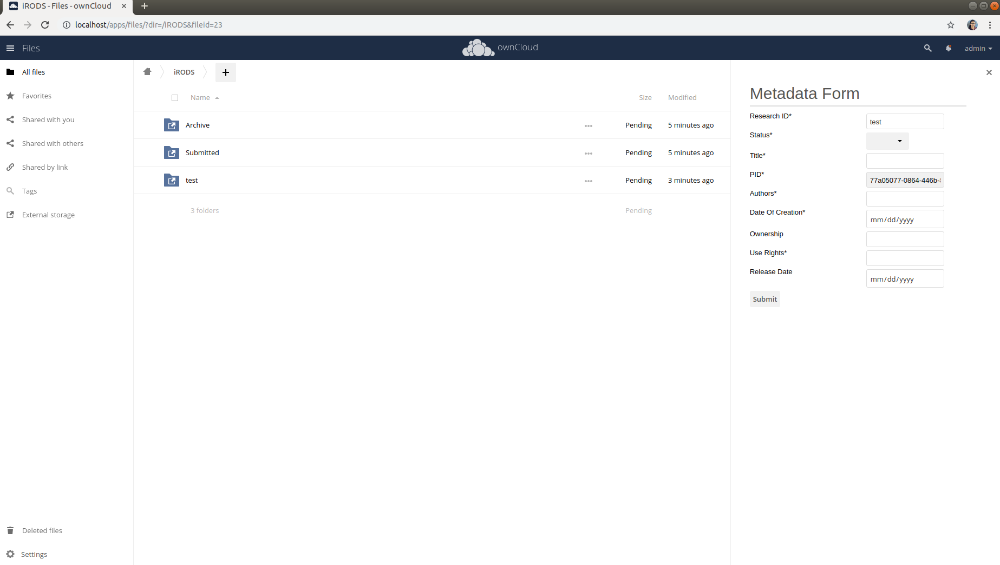 iRODS - Files - ownCloud
localhost/apps/files/?dir=/iRODS&fileid=23
Files
ownCloud
admin
All files
Favorites
Shared with you
Shared with others
Shared by link
Tags
External storage
Deleted files
Settings
iRODS
Name Size Modified
Archive Pending 5 minutes ago
Submitted Pending 5 minutes ago
test Pending 3 minutes ago
3 folders Pending
Metadata Form
Research ID* test
Status*
Title*
PID* 77a05077-0864-446b-
Authors*
Date Of Creation* mm/dd/yyyy
Ownership
Use Rights*
Release Date mm/dd/yyyy
Submit